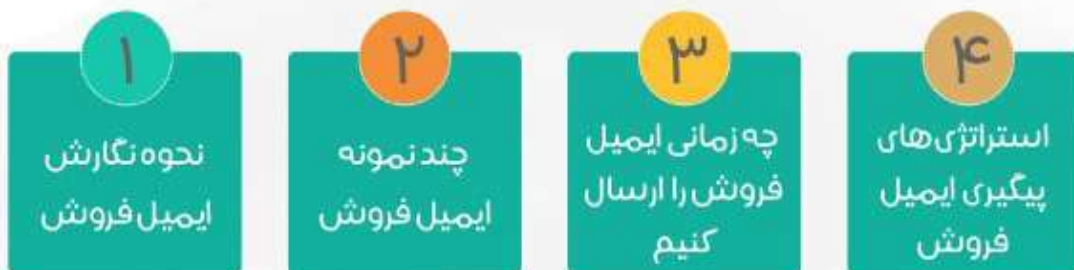 ۱
نحوه نگارش
ایمیل فروش
۲
چند نمونه
ایمیل فروش
۳
چه زمانی ایمیل
فروش را ارسال
کنیم
۴
استراتژی‌های
پیگیری ایمیل
فروش